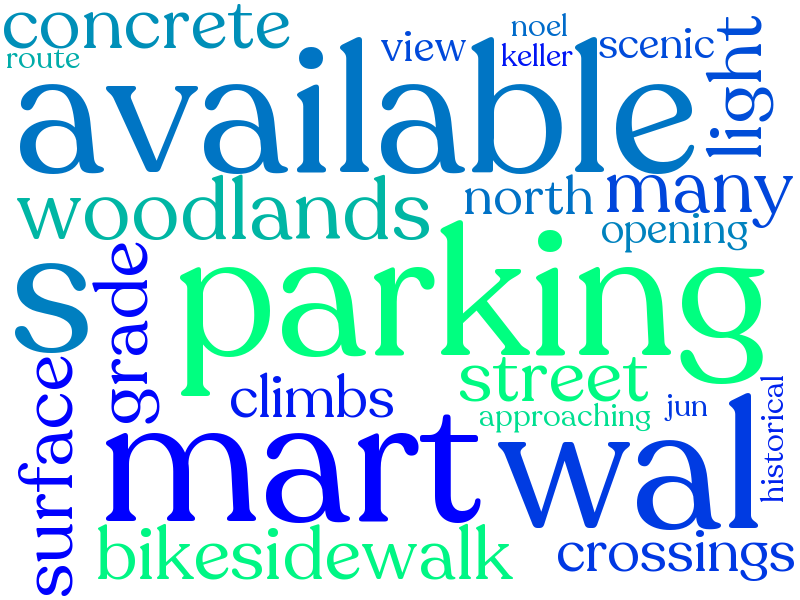 concrete
noel
view
keller
scenic
route
light
available
woodlands
north
many
opening
s
grade
parking
surface
climbs
street
approaching
jun
historical
mart
wal
bikesidewalk
crossings